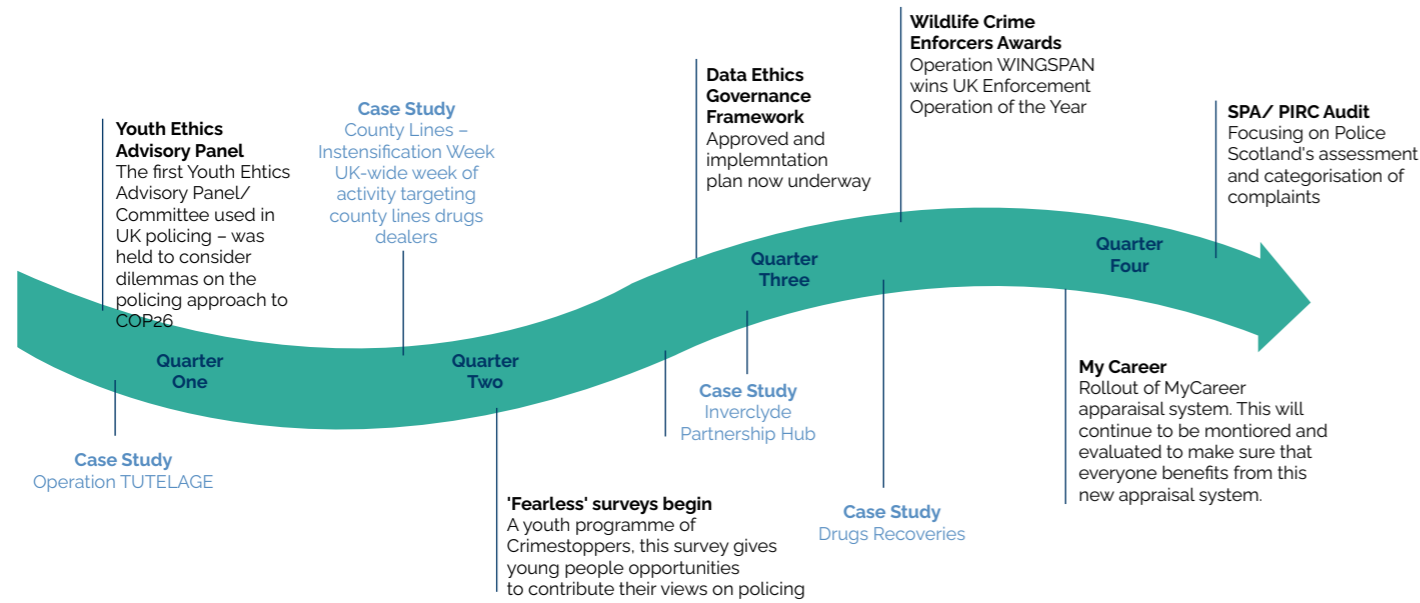 Youth Ethics
Advisory Panel
The first Youth Ehtics
Advisory Panel/
Committee used in
UK policing – was
held to consider
dilemmas on the
policing approach to
COP26
Quarter
One
Case Study
Operation TUTELAGE
Case Study
County Lines –
Instensification Week
UK-wide week of
activity targeting
county lines drugs
dealers
Quarter
Two
'Fearless' surveys begin
A youth programme of
Crimestoppers, this survey gives
young people opportunities
to contribute their views on policing
Data Ethics
Governance
Framework
Approved and
implemntation
plan now underway
Quarter
Three
Case Study
Inverclyde
Partnership Hub
Wildlife Crime
Enforcers Awards
Operation WINGSPAN
wins UK Enforcement
Operation of the Year
Case Study
Drugs Recoveries
Quarter
Four
SPA/ PIRC Audit
Focusing on Police
Scotland's assessment
and categorisation of
complaints
My Career
Rollout of MyCareer
apparaisal system. This will
continue to be montiored and
evaluated to make sure that
everyone benefits from this
new appraisal system.